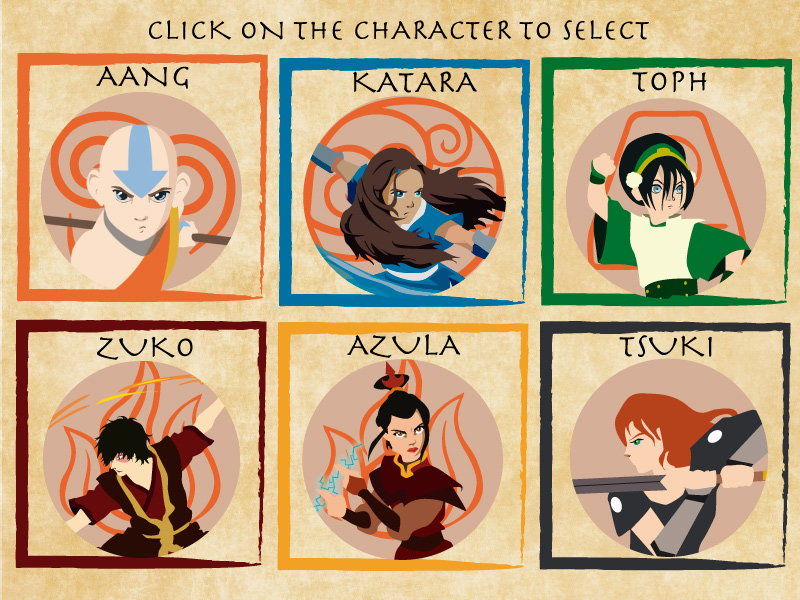 CLICK ON THE CHARACTER TO SELECT
AANG
KATARA
TOPH
ZUKO
AZULA
TSUKI